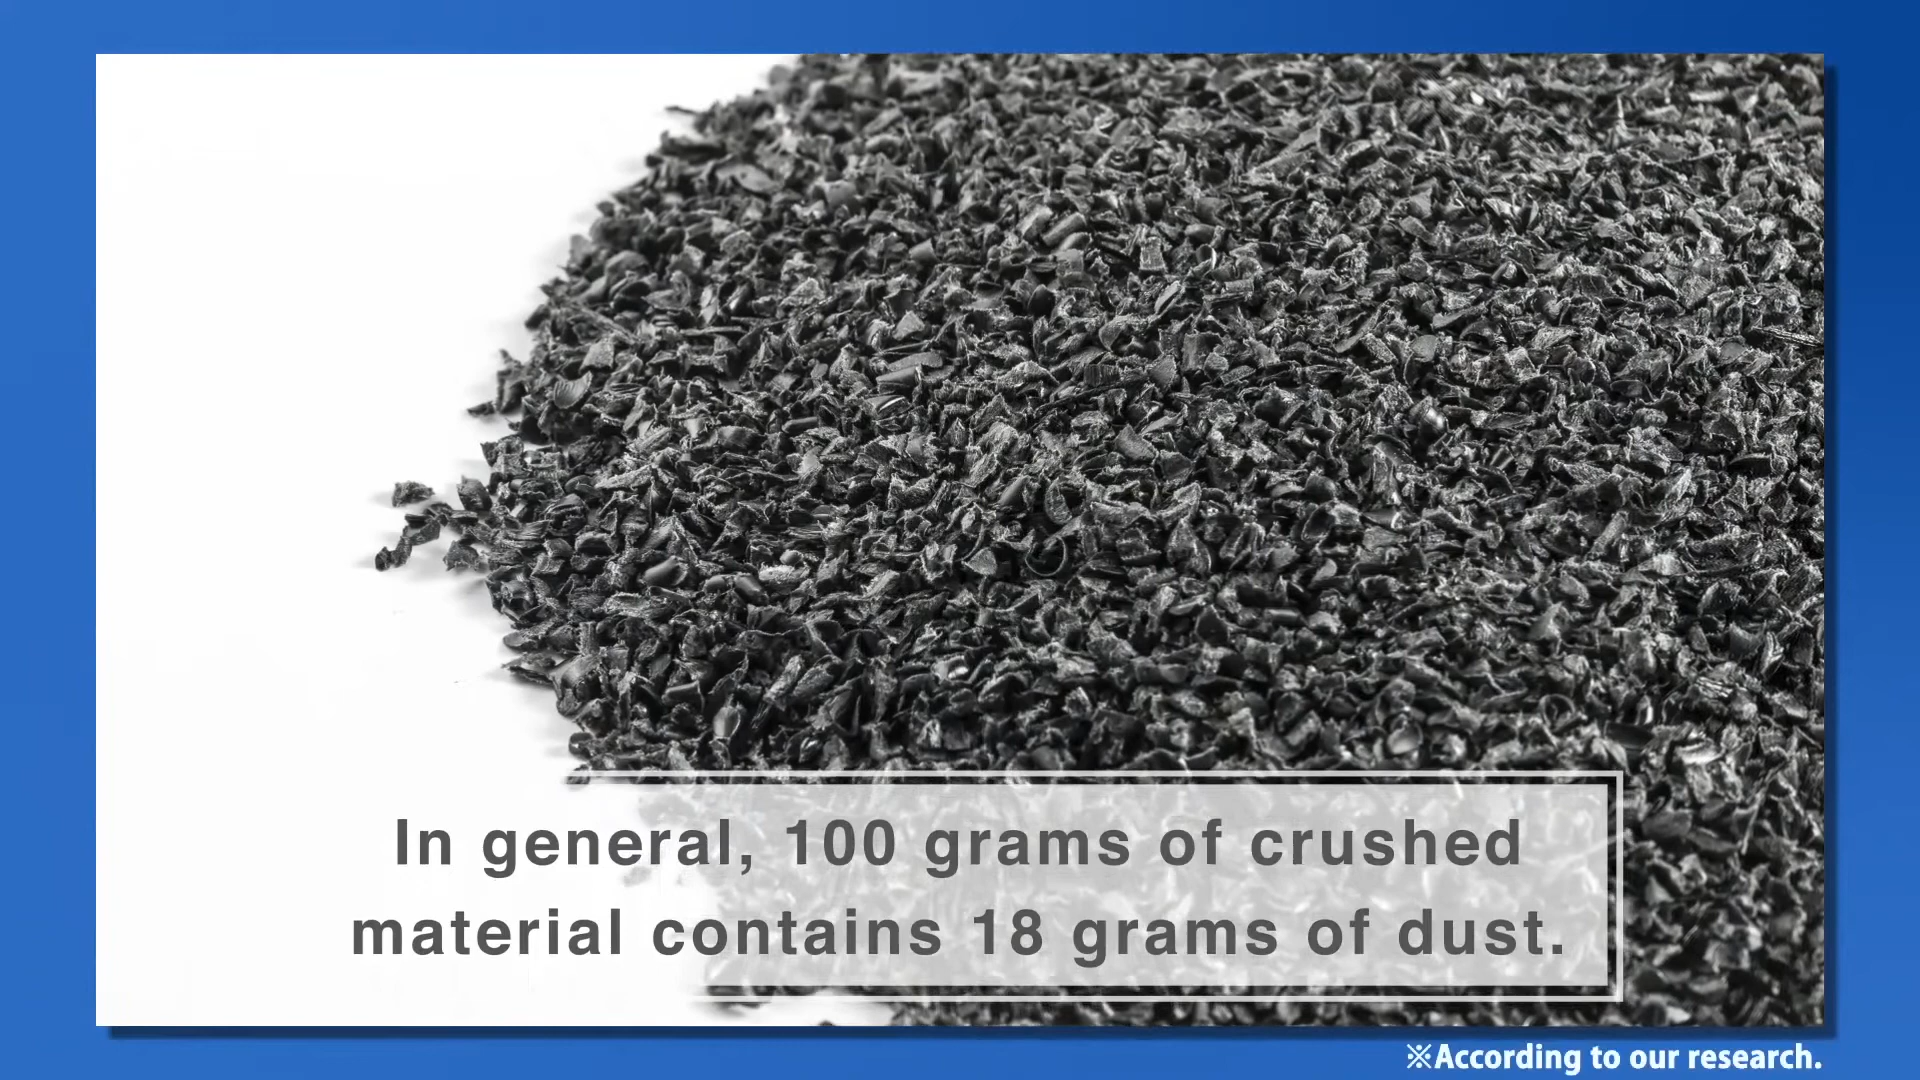 In general, 100 grams of crushed
material contains 18 grams of dust.
※According to our research.